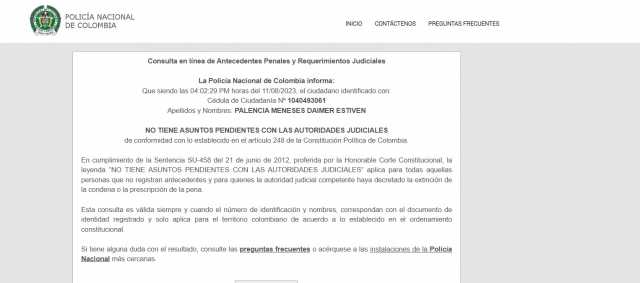 POLICÍA NACIONAL
DE COLOMBIA
INICIO CONTÁCTENOS PREGUNTAS FRECUENTES
Consulta en línea de Antecedentes Penales y Requerimientos Judiciales
La Policía Nacional de Colombia informa:
Que siendo las 04:02:29 PM horas del 11/08/2023, el ciudadano identificado con:
Cédula de Ciudadanía Nº 1040493061
Apellidos y Nombres: PALENCIA MENESES DAIMER ESTIVEN
NO TIENE ASUNTOS PENDIENTES CON LAS AUTORIDADES JUDICIALES
de conformidad con lo establecido en el artículo 248 de la Constitución Política de Colombia.
En cumplimiento de la Sentencia SU-458 del 21 de junio de 2012, proferida por la Honorable Corte Constitucional, la
leyenda "NO TIENE ASUNTOS PENDIENTES CON LAS AUTORIDADES JUDICIALES" aplica para todas aquellas
personas que no registran antecedentes y para quienes la autoridad judicial competente haya decretado la extinción de
la condena o la prescripción de la pena.
Esta consulta es válida siempre y cuando el número de identificación y nombres, correspondan con el documento de
identidad registrado y solo aplica para el territorio colombiano de acuerdo a lo establecido en el ordenamiento
constitucional.
Si tiene alguna duda con el resultado, consulte las preguntas frecuentes o acérquese a las instalaciones de la Policía
Nacional más cercanas.